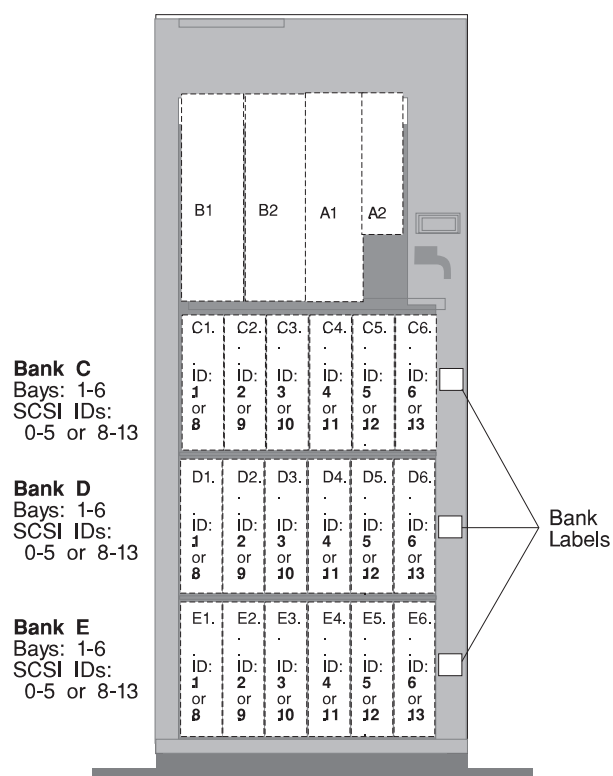 B1 B2 A1 A2
C1. C2. C3. C4. C5. C6.
. . . . . .
ID: ID: ID: ID: ID: ID:
1 2 3 4 5 6
or or or or or or
8 9 10 11 12 13
Bank C
Bays: 1-6
SCSI IDs:
0-5 or 8-13
D1. D2. D3. D4. D5. D6.
. . . . . .
ID: ID: ID: ID: ID: ID:
1 2 3 4 5 6
or or or or or or
8 9 10 11 12 13
Bank D
Bays: 1-6
SCSI IDs:
0-5 or 8-13
Bank
Labels
E1. E2. E3. E4. E5. E6.
. . . . . .
ID: ID: ID: ID: ID: ID:
1 2 3 4 5 6
or or or or or or
8 9 10 11 12 13
Bank E
Bays: 1-6
SCSI IDs:
0-5 or 8-13